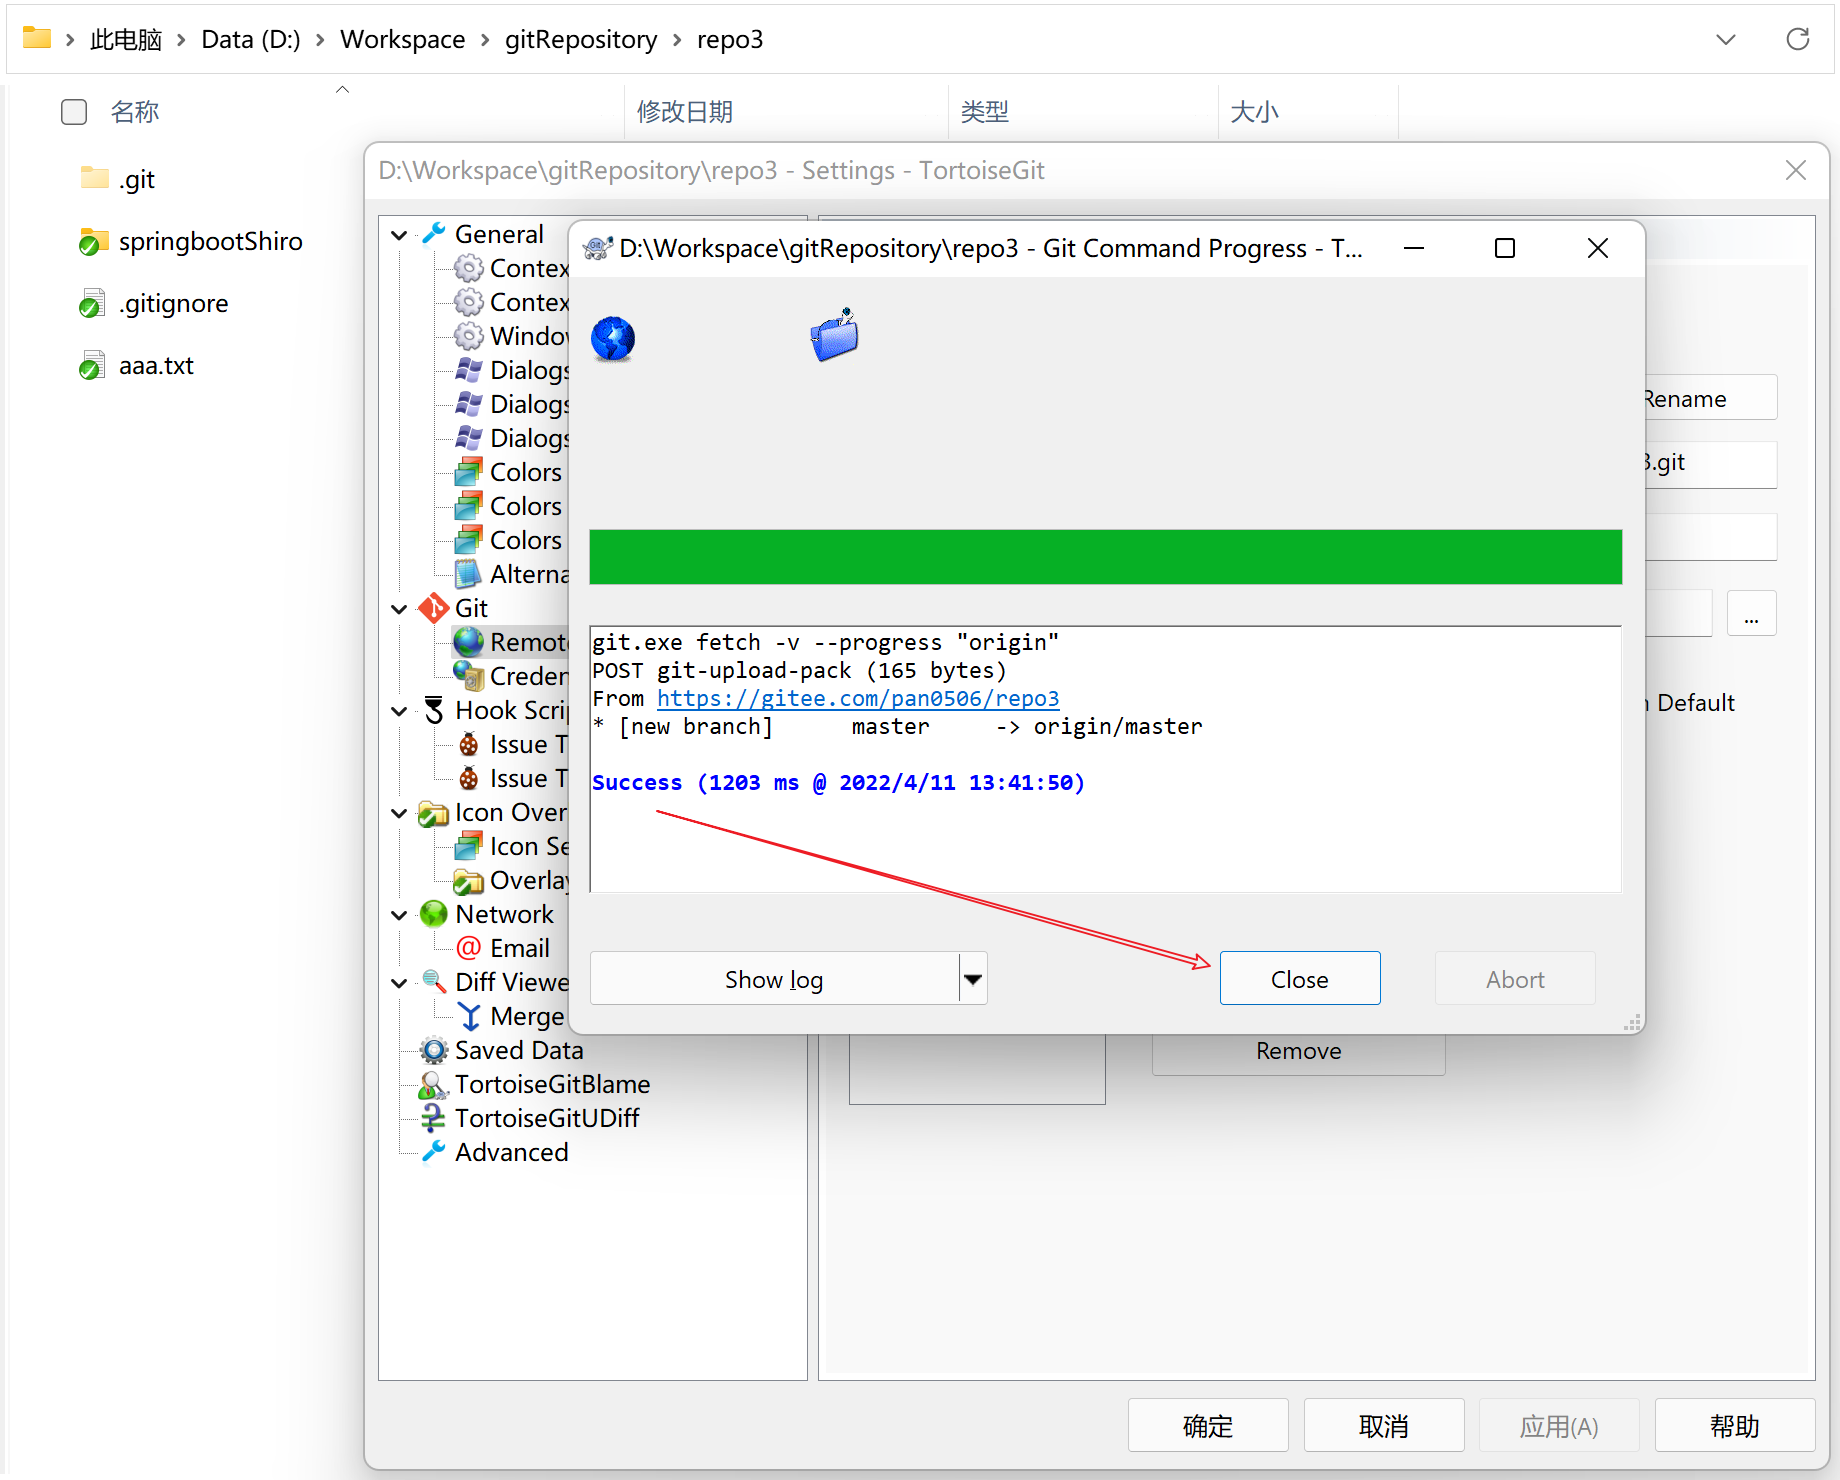 此电脑 Data (D:) Workspace gitRepository repo3
名称 修改日期 类型 大小
.git
springbootShiro
.gitignore
aaa.txt
D:\Workspace\gitRepository\repo3 - Settings - TortoiseGit
General
Contex
Contex
Window
Dialogs
Dialogs
Dialogs
Colors
Colors
Colors
Alterna
Git
Remote
Creden
Hook Scrip
Issue T
Issue T
Icon Over
Icon Se
Overlay
Network
@ Email
Diff Viewe
Merge
Saved Data
TortoiseGitBlame
TortoiseGitUDiff
Advanced
D:\Workspace\gitRepository\repo3 - Git Command Progress - T...
git.exe fetch -v --progress "origin"
POST git-upload-pack (165 bytes)
From https://gitee.com/pan0506/repo3
* [new branch] master -> origin/master
Success (1203 ms @ 2022/4/11 13:41:50)
Show log Close Abort
Rename
3.git
...
Default
Remove
确定 取消 应用(A) 帮助